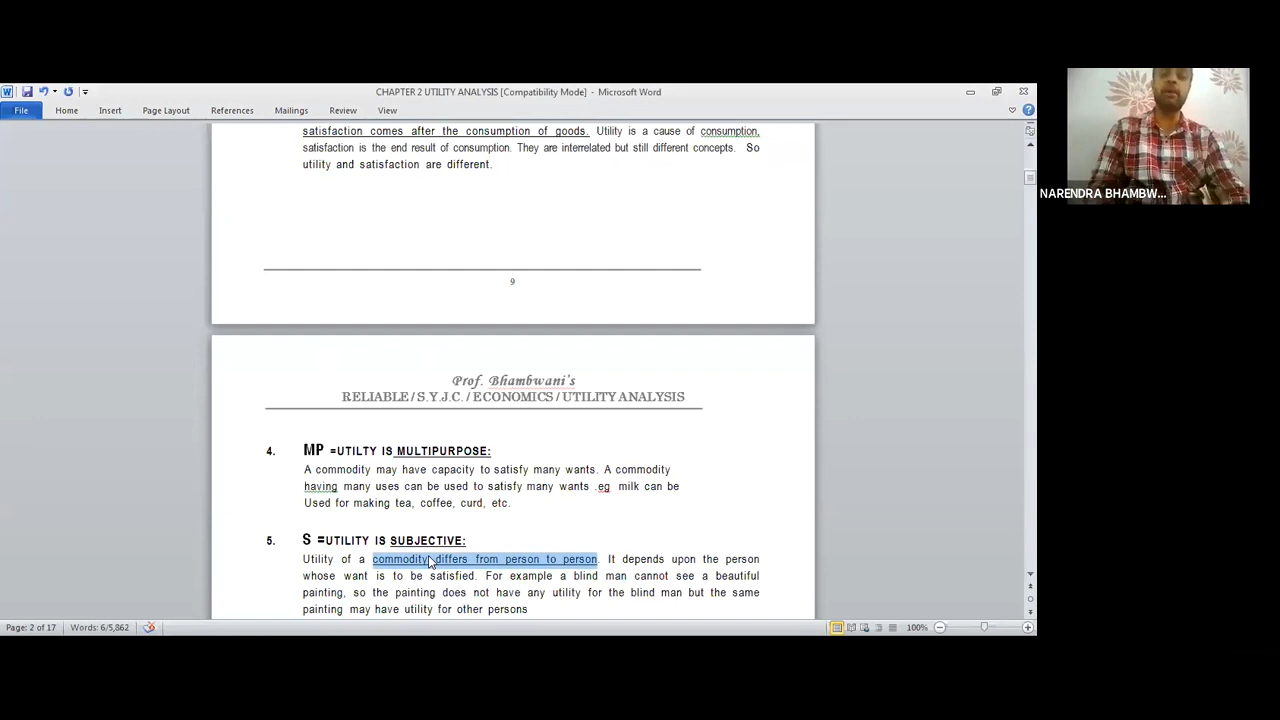 CHAPTER 2 UTILITY ANALYSIS [Compatibility Mode] - Microsoft Word
File Home Insert Page Layout References Mailings Review View
satisfaction comes after the consumption of goods. Utility is a cause of consumption,
satisfaction is the end result of consumption. They are interrelated but still different concepts. So
utility and satisfaction are different.
NARENDRA BHAMBW...
9
Prof. Bhambwani's
RELIABLE / S.Y.J.C. / ECONOMICS / UTILITY ANALYSIS
4. MP =UTILTY IS MULTIPURPOSE:
A commodity may have capacity to satisfy many wants. A commodity
having many uses can be used to satisfy many wants .eg milk can be
Used for making tea, coffee, curd, etc.
5. S =UTILITY IS SUBJECTIVE:
Utility of a commodity differs from person to person. It depends upon the person
whose want is to be satisfied. For example a blind man cannot see a beautiful
painting, so the painting does not have any utility for the blind man but the same
painting may have utility for other persons
Page: 2 of 17 Words: 6/5,862 100%